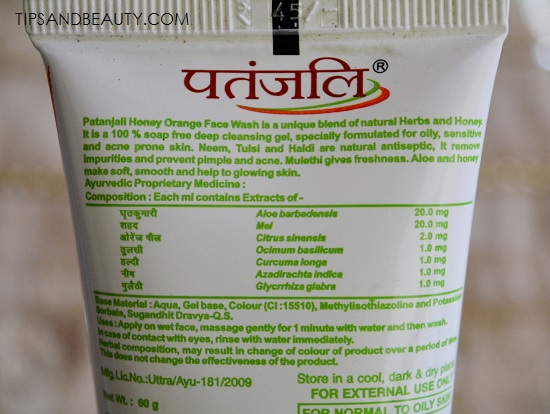 TIPSANDBEAUTY.COM
पतंजलि®
Patanjali Honey Orange Face Wash is a unique blend of natural Herbs and Honey.
It is a 100 % soap free deep cleansing gel, specially formulated for oily, sensitive
and acne prone skin. Neem, Tulsi and Haldi are natural antiseptic, it remove
impurities and prevent pimple and acne. Mulethi gives freshness. Aloe and honey
make soft, smooth and help to glowing skin.
Ayurvedic Proprietary Medicine :
Composition : Each ml contains Extracts of -
घृतकुमारी Aloe barbadensis 20.0 mg
शहद Mel 20.0 mg
ओरेंज पील Citrus sinensis 2.0 mg
तुलसी Ocimum basilicum 1.0 mg
हल्दी Curcuma longa 1.0 mg
नीम Azadirachta indica 1.0 mg
मुलैठी Glycrrhiza glabra 1.0 mg
Base Material : Aqua, Gel base, Colour (CI :15510), Methylisothiazoline and Potassium
Sorbate, Sugandhit Dravya-Q.S.
Uses : Apply on wet face, massage gently for 1 minute with water and then wash.
In case of contact with eyes, rinse with water immediately.
Herbal composition, may result in change of colour of product over a period of time.
This does not change the effectiveness of the product.
Mfg.Lic.No.:Uttra/Ayu-181/2009
Store in a cool, dark & dry place
FOR EXTERNAL USE ONLY
Net Wt. : 60 g
FOR NORMAL TO OILY SKIN